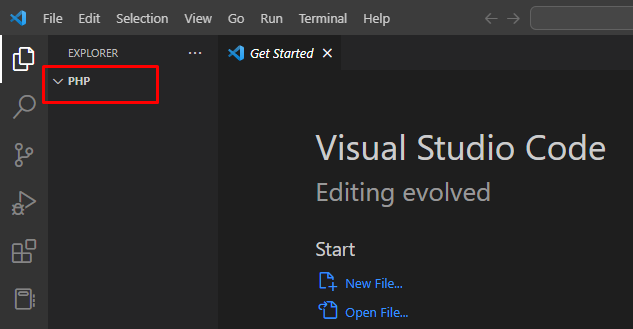 File Edit Selection View Go Run Terminal Help
EXPLORER ...
Get Started
PHP
Visual Studio Code
Editing evolved
Start
New File...
Open File...